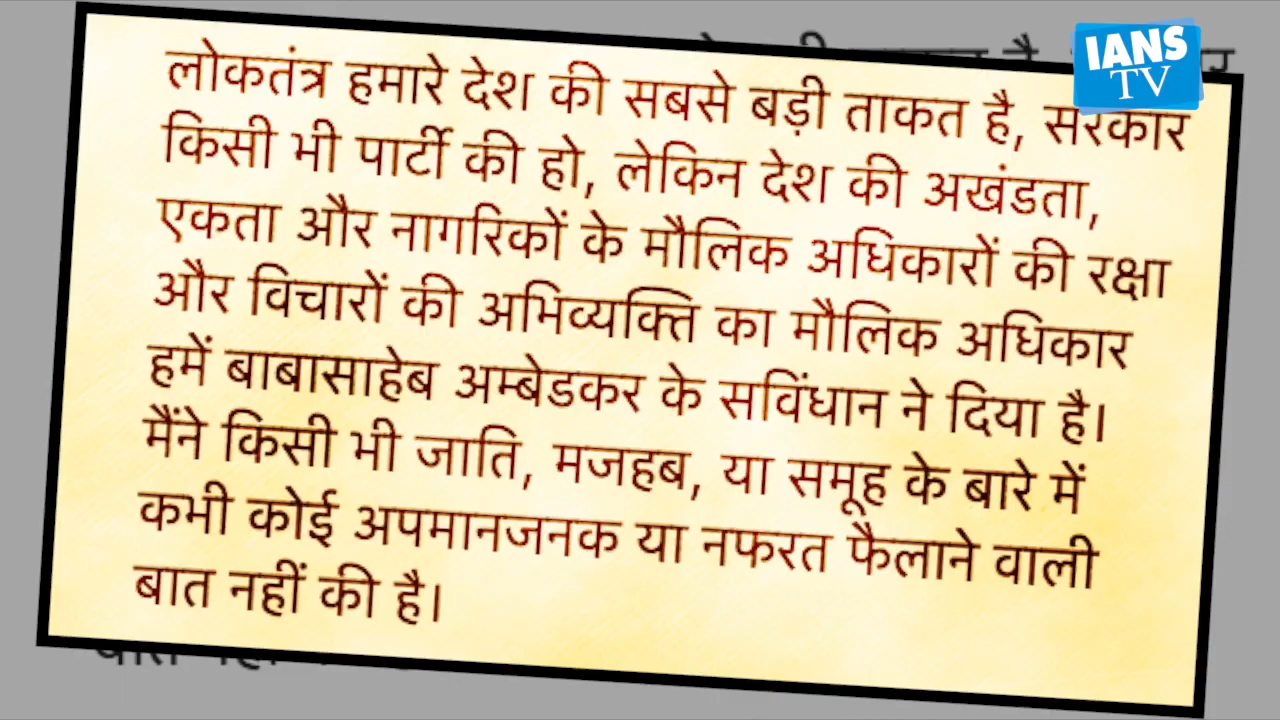 IANS
TV
लोकतंत्र हमारे देश की सबसे बड़ी ताकत है, सरकार
किसी भी पार्टी की हो, लेकिन देश की अखंडता,
एकता और नागरिकों के मौलिक अधिकारों की रक्षा
और विचारों की अभिव्यक्ति का मौलिक अधिकार
हमें बाबासाहेब अम्बेडकर के सविंधान ने दिया है।
मैंने किसी भी जाति, मजहब, या समूह के बारे में
कभी कोई अपमानजनक या नफरत फैलाने वाली
बात नहीं की है।